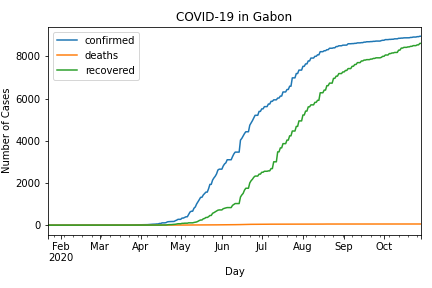 COVID-19 in Gabon
confirmed
deaths
recovered
Number of Cases
8000
6000
4000
2000
0
Feb Mar Apr May Jun Jul Aug Sep Oct
2020
Day